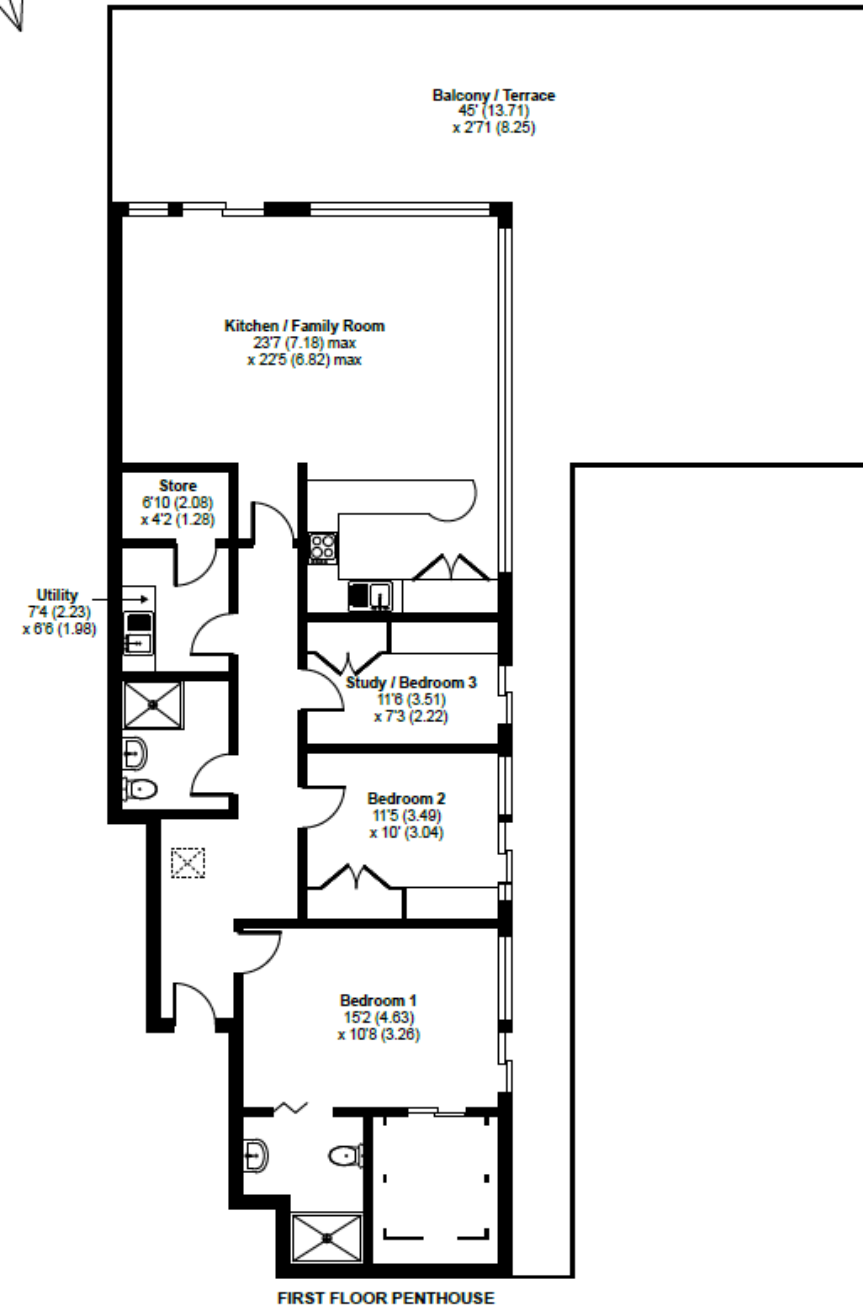 Balcony / Terrace
45' (13.71)
x 2'71 (8.25)
Kitchen / Family Room
23'7 (7.18) max
x 22'5 (6.82) max
Store
6'10 (2.08)
x 4'2 (1.28)
Utility
7'4 (2.23)
x 6'6 (1.98)
Study / Bedroom 3
11'6 (3.51)
x 7'3 (2.22)
Bedroom 2
11'5 (3.49)
x 10' (3.04)
Bedroom 1
15'2 (4.63)
x 10'8 (3.26)
FIRST FLOOR PENTHOUSE